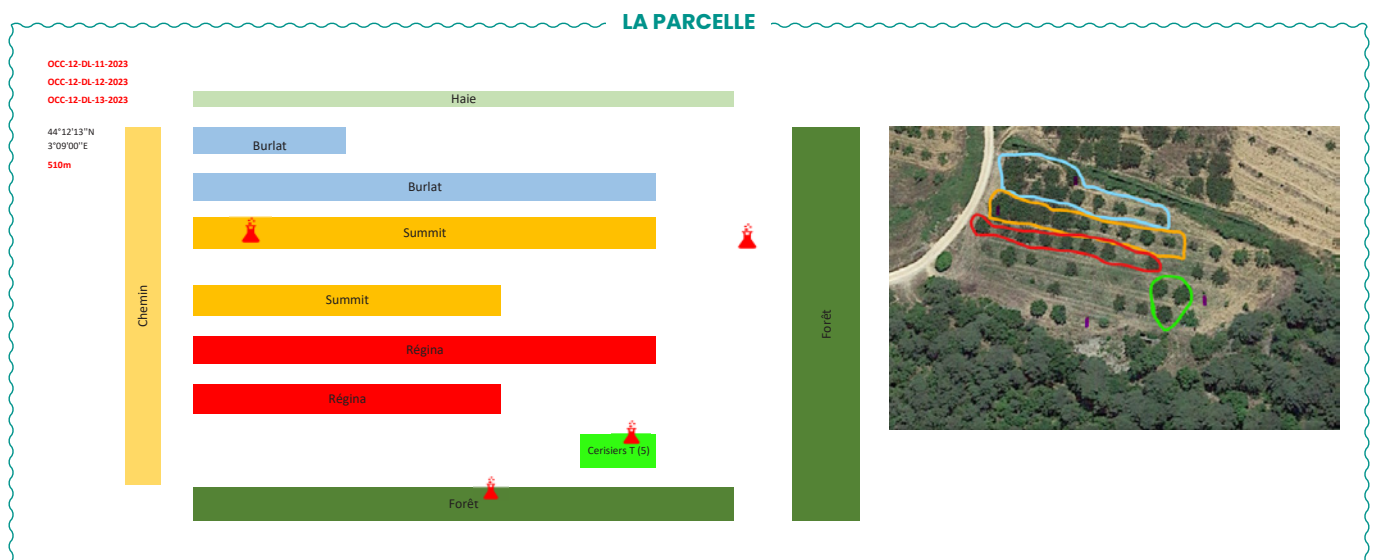 LA PARCELLE
OCC-12-DL-11-2023
OCC-12-DL-12-2023
OCC-12-DL-13-2023
44°12'13''N
3°09'00''E
510m
Chemin
Haie
Burlat
Burlat
Summit
Summit
Régina
Régina
Cerisiers T (5)
Forêt
Forêt